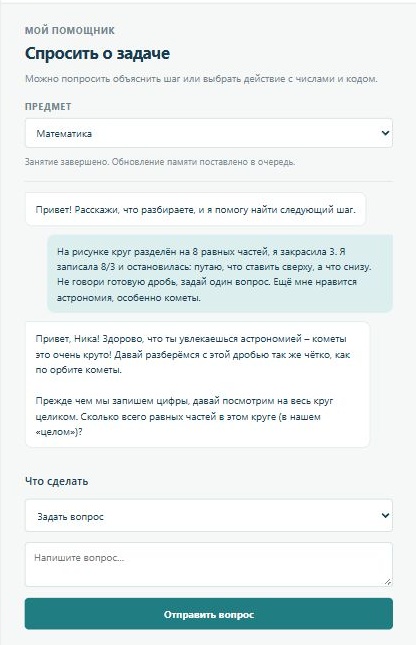 МОЙ ПОМОЩНИК
Спросить о задаче
Можно попросить объяснить шаг или выбрать действие с числами и кодом.
ПРЕДМЕТ
Математика
Занятие завершено. Обновление памяти поставлено в очередь.
Привет! Расскажи, что разбираете, и я помогу найти следующий шаг.
На рисунке круг разделён на 8 равных частей, я закрасила 3. Я
записала 8/3 и остановилась: путаю, что ставить сверху, а что снизу.
Не говори готовую дробь, задай один вопрос. Ещё мне нравится
астрономия, особенно кометы.
Привет, Ника! Здорово, что ты увлекаешься астрономией – кометы
это очень круто! Давай разберёмся с этой дробью так же чётко, как
по орбите кометы.
Прежде чем мы запишем цифры, давай посмотрим на весь круг
целиком. Сколько всего равных частей в этом круге (в нашем
«целом»)?
Что сделать
Задать вопрос
Напишите вопрос...
Отправить вопрос